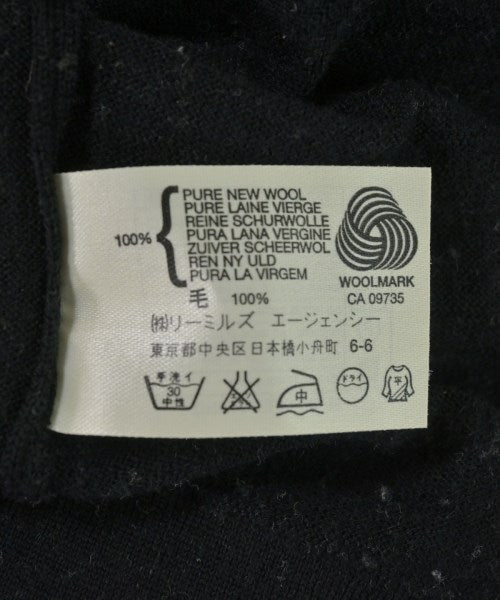 100%
PURE NEW WOOL
PURE LAINE VIERGE
REINE SCHURWOLLE
PURA LANA VERGINE
ZUIVER SCHEERWOL
REN NY ULD
PURA LA VIRGEM
WOOLMARK
CA 09735
毛 100%
㈱リーミルズ エージェンシー
東京都中央区日本橋小舟町 6-6
手洗イ
30
中性
中
ドライ
平